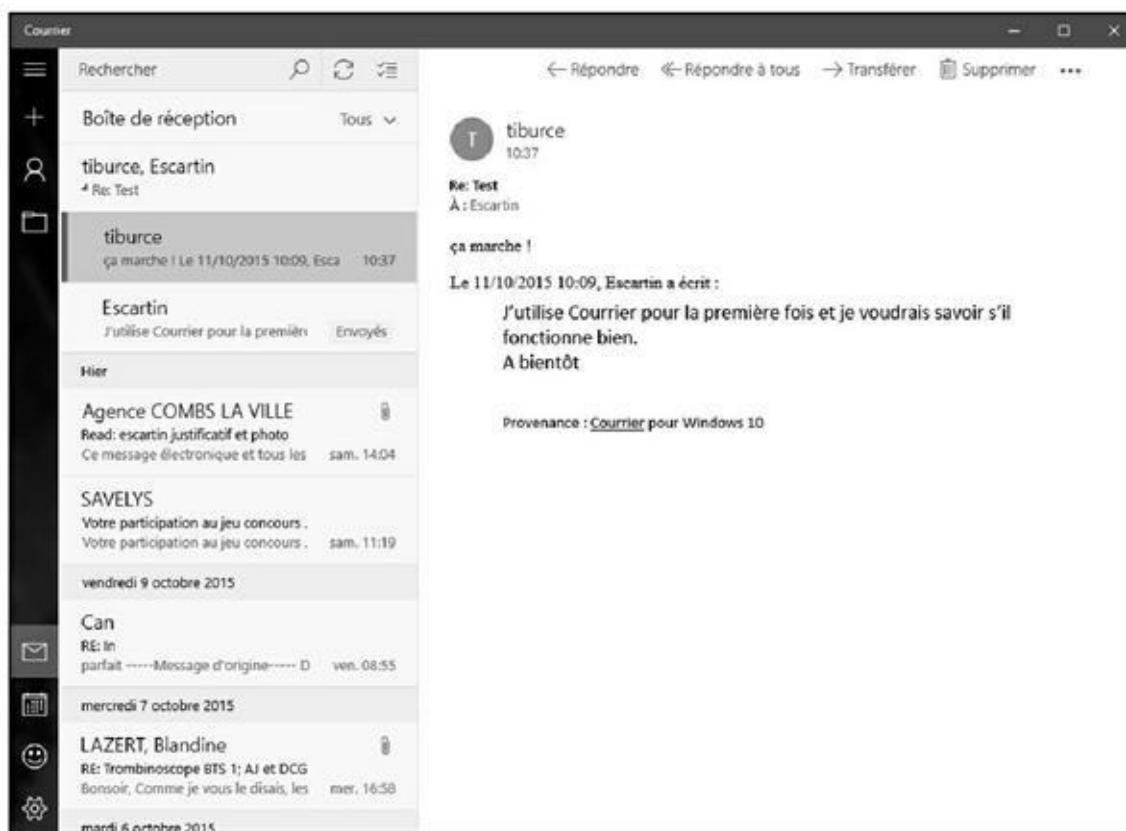 Courrier
Rechercher
Boîte de réception Tous
tiburce, Escartin
Re: Test
tiburce
ça marche ! Le 11/10/2015 10:09, Esca 10:37
Escartin
J'utilise Courrier pour la premièr Envoyés
Hier
Agence COMBS LA VILLE
Read: escartin justificatif et photo
Ce message électronique et tous les sam. 14:04
SAVELYS
Votre participation au jeu concours .
Votre participation au jeu concours . sam. 11:19
vendredi 9 octobre 2015
Can
RE: In
parfait -----Message d'origine----- D ven. 08:55
mercredi 7 octobre 2015
LAZERT, Blandine
RE: Trombinoscope BTS 1; AJ et DCG
Bonsoir, Comme je vous le disais, les mer. 16:58
mardi 6 octobre 2015
Répondre Répondre à tous Transférer Supprimer •••
T
tiburce
10:37
Re: Test
À : Escartin
ça marche !
Le 11/10/2015 10:09, Escartin a écrit :
J'utilise Courrier pour la première fois et je voudrais savoir s'il
fonctionne bien.
A bientôt
Provenance : Courrier pour Windows 10